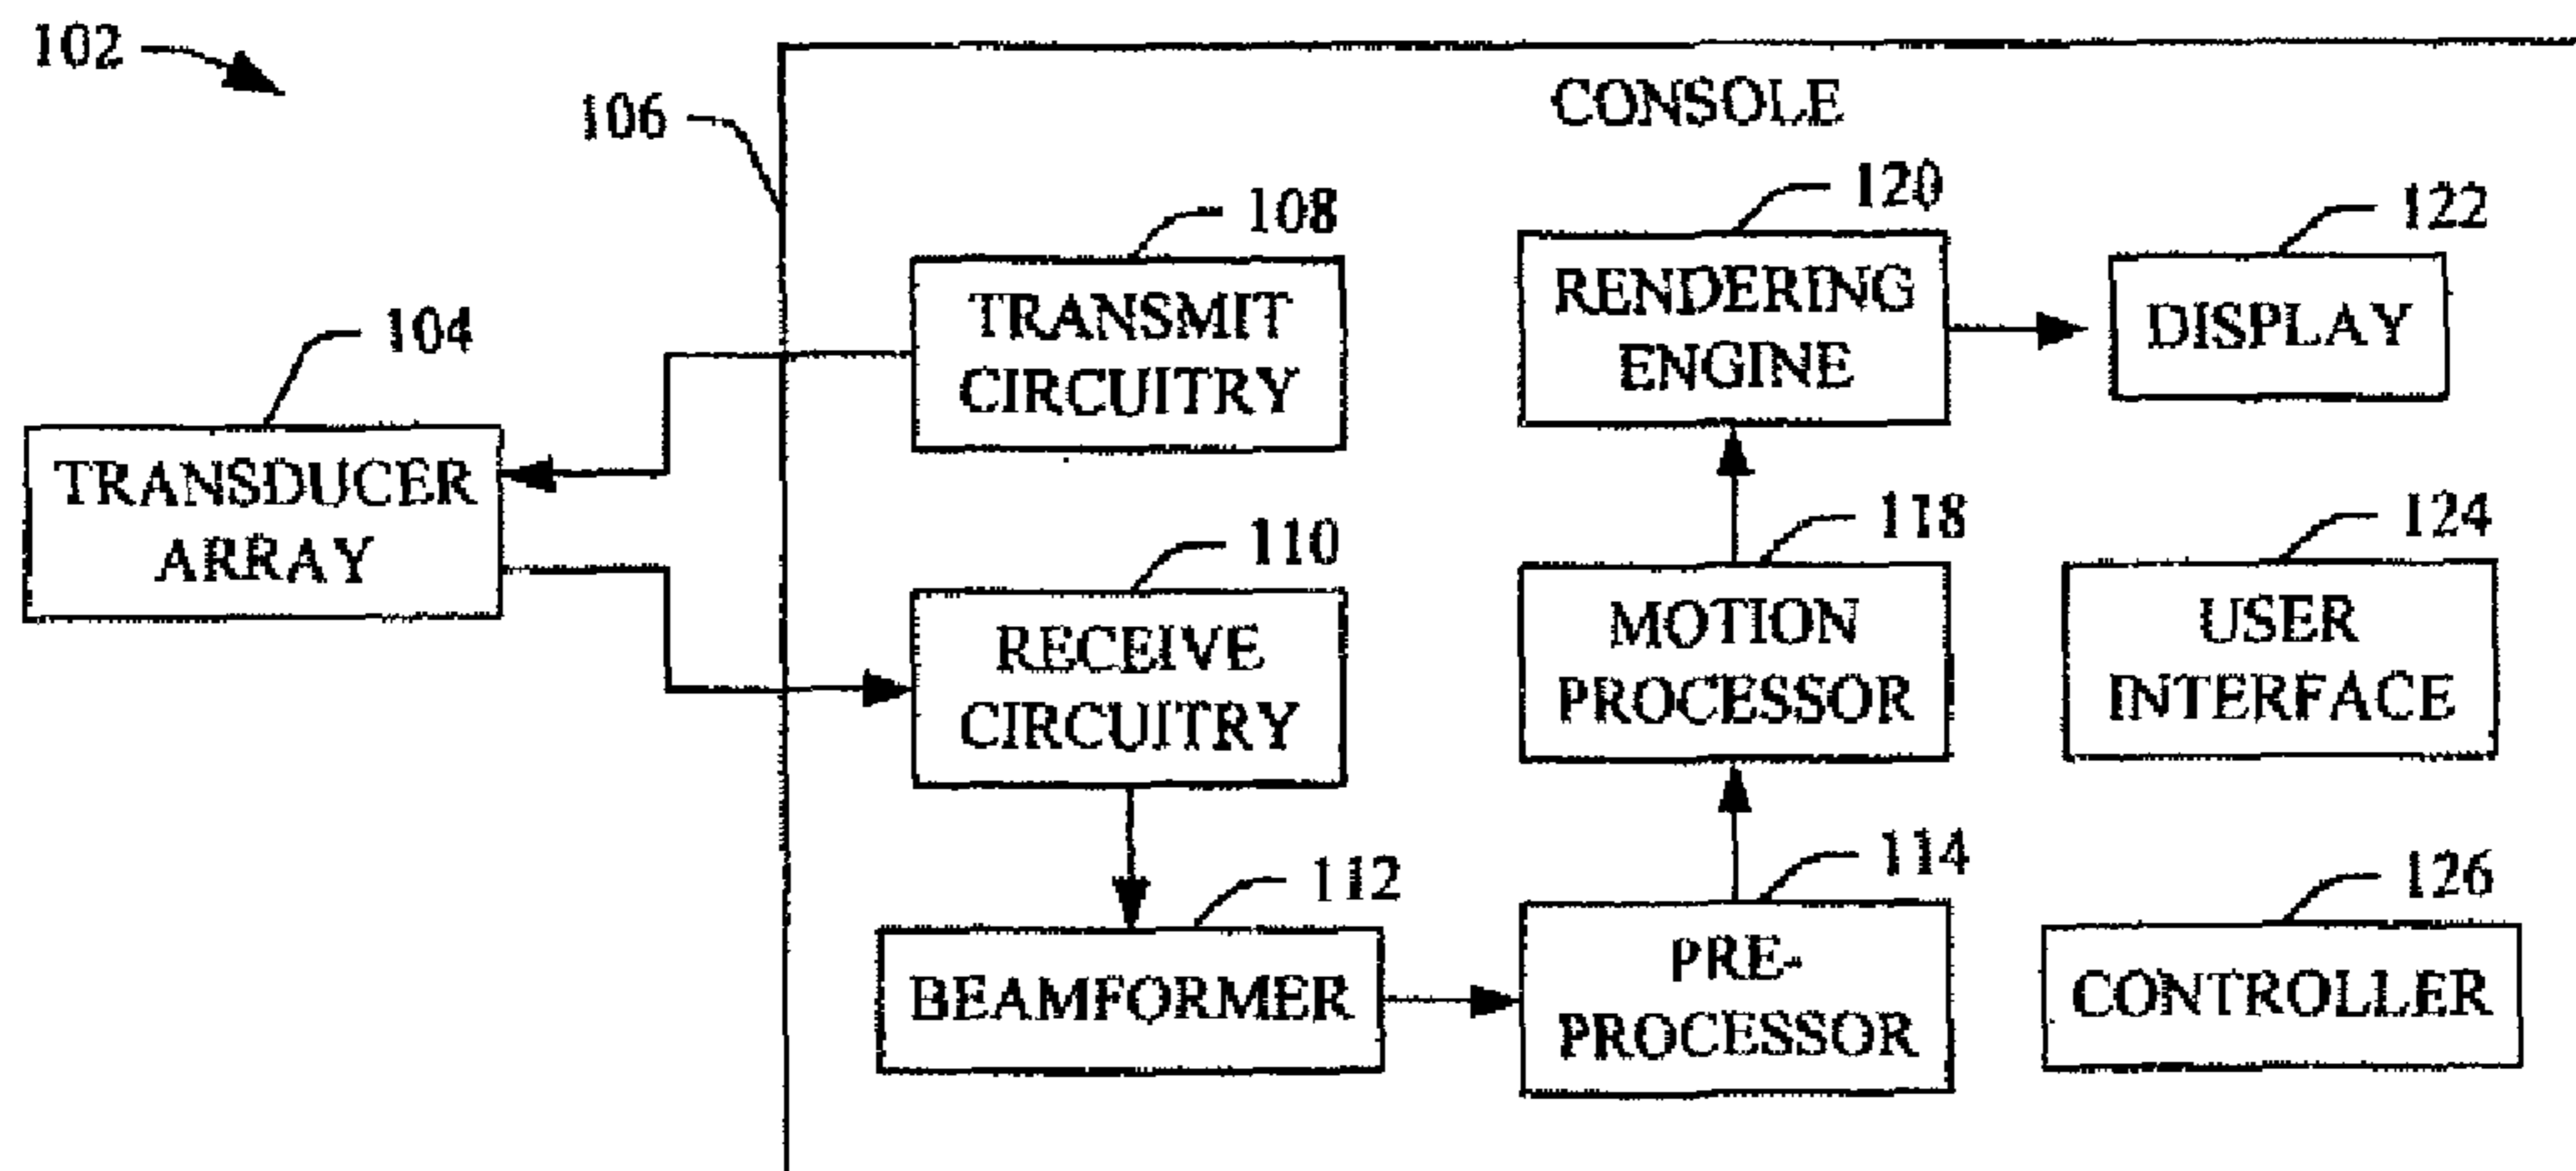 102
106
CONSOLE
108
TRANSMIT
CIRCUITRY
120
RENDERING
ENGINE
122
DISPLAY
104
TRANSDUCER
ARRAY
110
RECEIVE
CIRCUITRY
118
MOTION
PROCESSOR
124
USER
INTERFACE
112
BEAMFORMER
114
PRE-
PROCESSOR
126
CONTROLLER